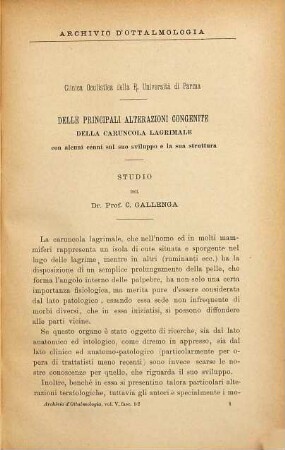 ARCHIVIO D'OTTALMOLOGIA
Clinica Oculistica della R. Università di Parma
DELLE PRINCIPALI ALTERAZIONI CONGENITE
DELLA CARUNCOLA LAGRIMALE
con alcuni cenni sul suo sviluppo e la sua struttura
STUDIO
DEL
Dr. Prof. C. GALLENGA
La caruncola lagrimale, che nell'uomo ed in molti mam-
miferi rappresenta un isola di cute situata e sporgente nel
lago delle lagrime, mentre in altri (ruminanti ecc.) ha la
disposizione di un semplice prolungamento della pelle, che
forma l'angolo interno delle palpebre, ha non solo una certa
importanza fisiologica, ma merita pure d'essere considerata
dal lato patologico, essendo essa sede non infrequente di
morbi diversi, che in esse iniziatisi, si possono diffondere
alle parti vicine.
Se questo organo è stato oggetto di ricerche, sia dal lato
anatomico ed istologico, come diremo in appresso, sia dal
lato clinico ed anatomo-patologico (particolarmente per o-
pera di trattatisti meno recenti) sono tuttavia scarse le
nostre conoscenze per quello, che riguarda il suo sviluppo.
Inoltre, benchè in esso si presentino talora particolari alte-
razioni teratologiche, tuttavia gli autori e specialmente i mo-
Archivio d'Ottalmologia, vol. V, fasc. 1-2
1